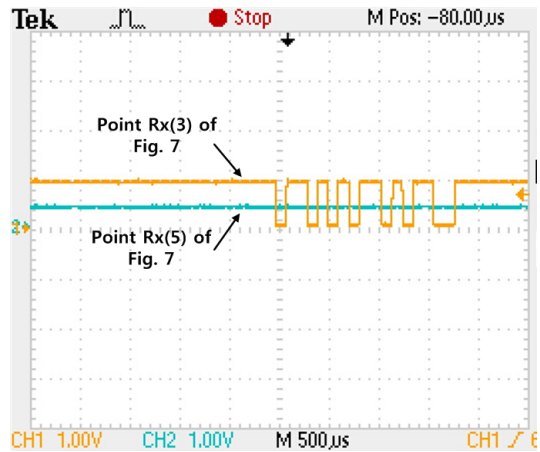 Tek Stop M Pos: -80.00µs
Point Rx(3) of
Fig. 7
Point Rx(5) of
Fig. 7
CH1 1.00V CH2 1.00V M 500µs CH1 / 6